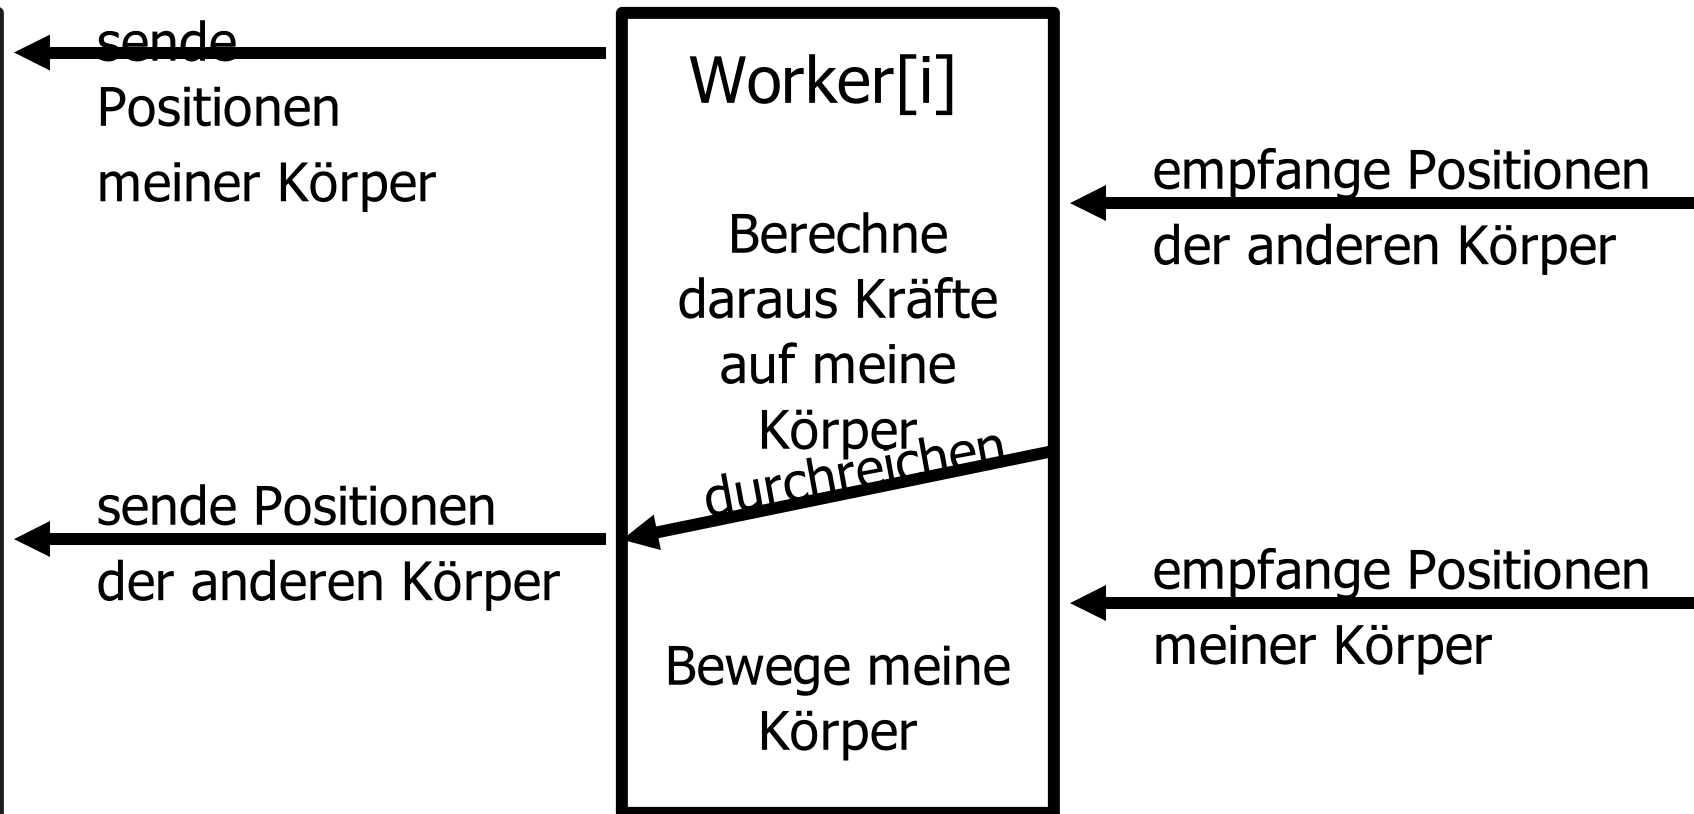 sende
Positionen
meiner Körper
sende Positionen
der anderen Körper
Worker[i]
Berechne
daraus Kräfte
auf meine
Körper
durchreichen
Bewege meine
Körper
empfange Positionen
der anderen Körper
empfange Positionen
meiner Körper